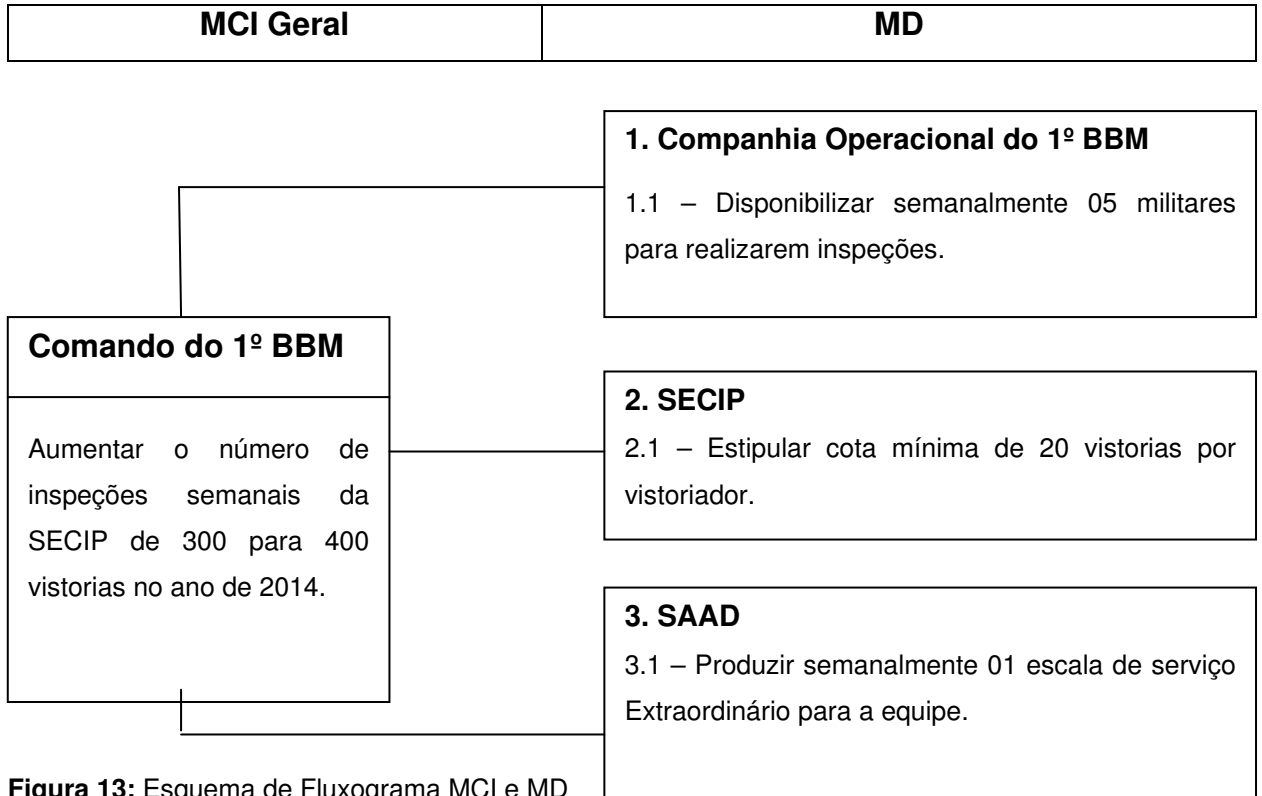 MCI Geral MD
1. Companhia Operacional do 1º BBM
1.1 – Disponibilizar semanalmente 05 militares
para realizarem inspeções.
Comando do 1º BBM
Aumentar o número de
inspeções semanais da
SECIP de 300 para 400
vistorias no ano de 2014.
2. SECIP
2.1 – Estipular cota mínima de 20 vistorias por
vistoriador.
3. SAAD
3.1 – Produzir semanalmente 01 escala de serviço
Extraordinário para a equipe.
Figura 13: Esquema de Fluxograma MCI e MD